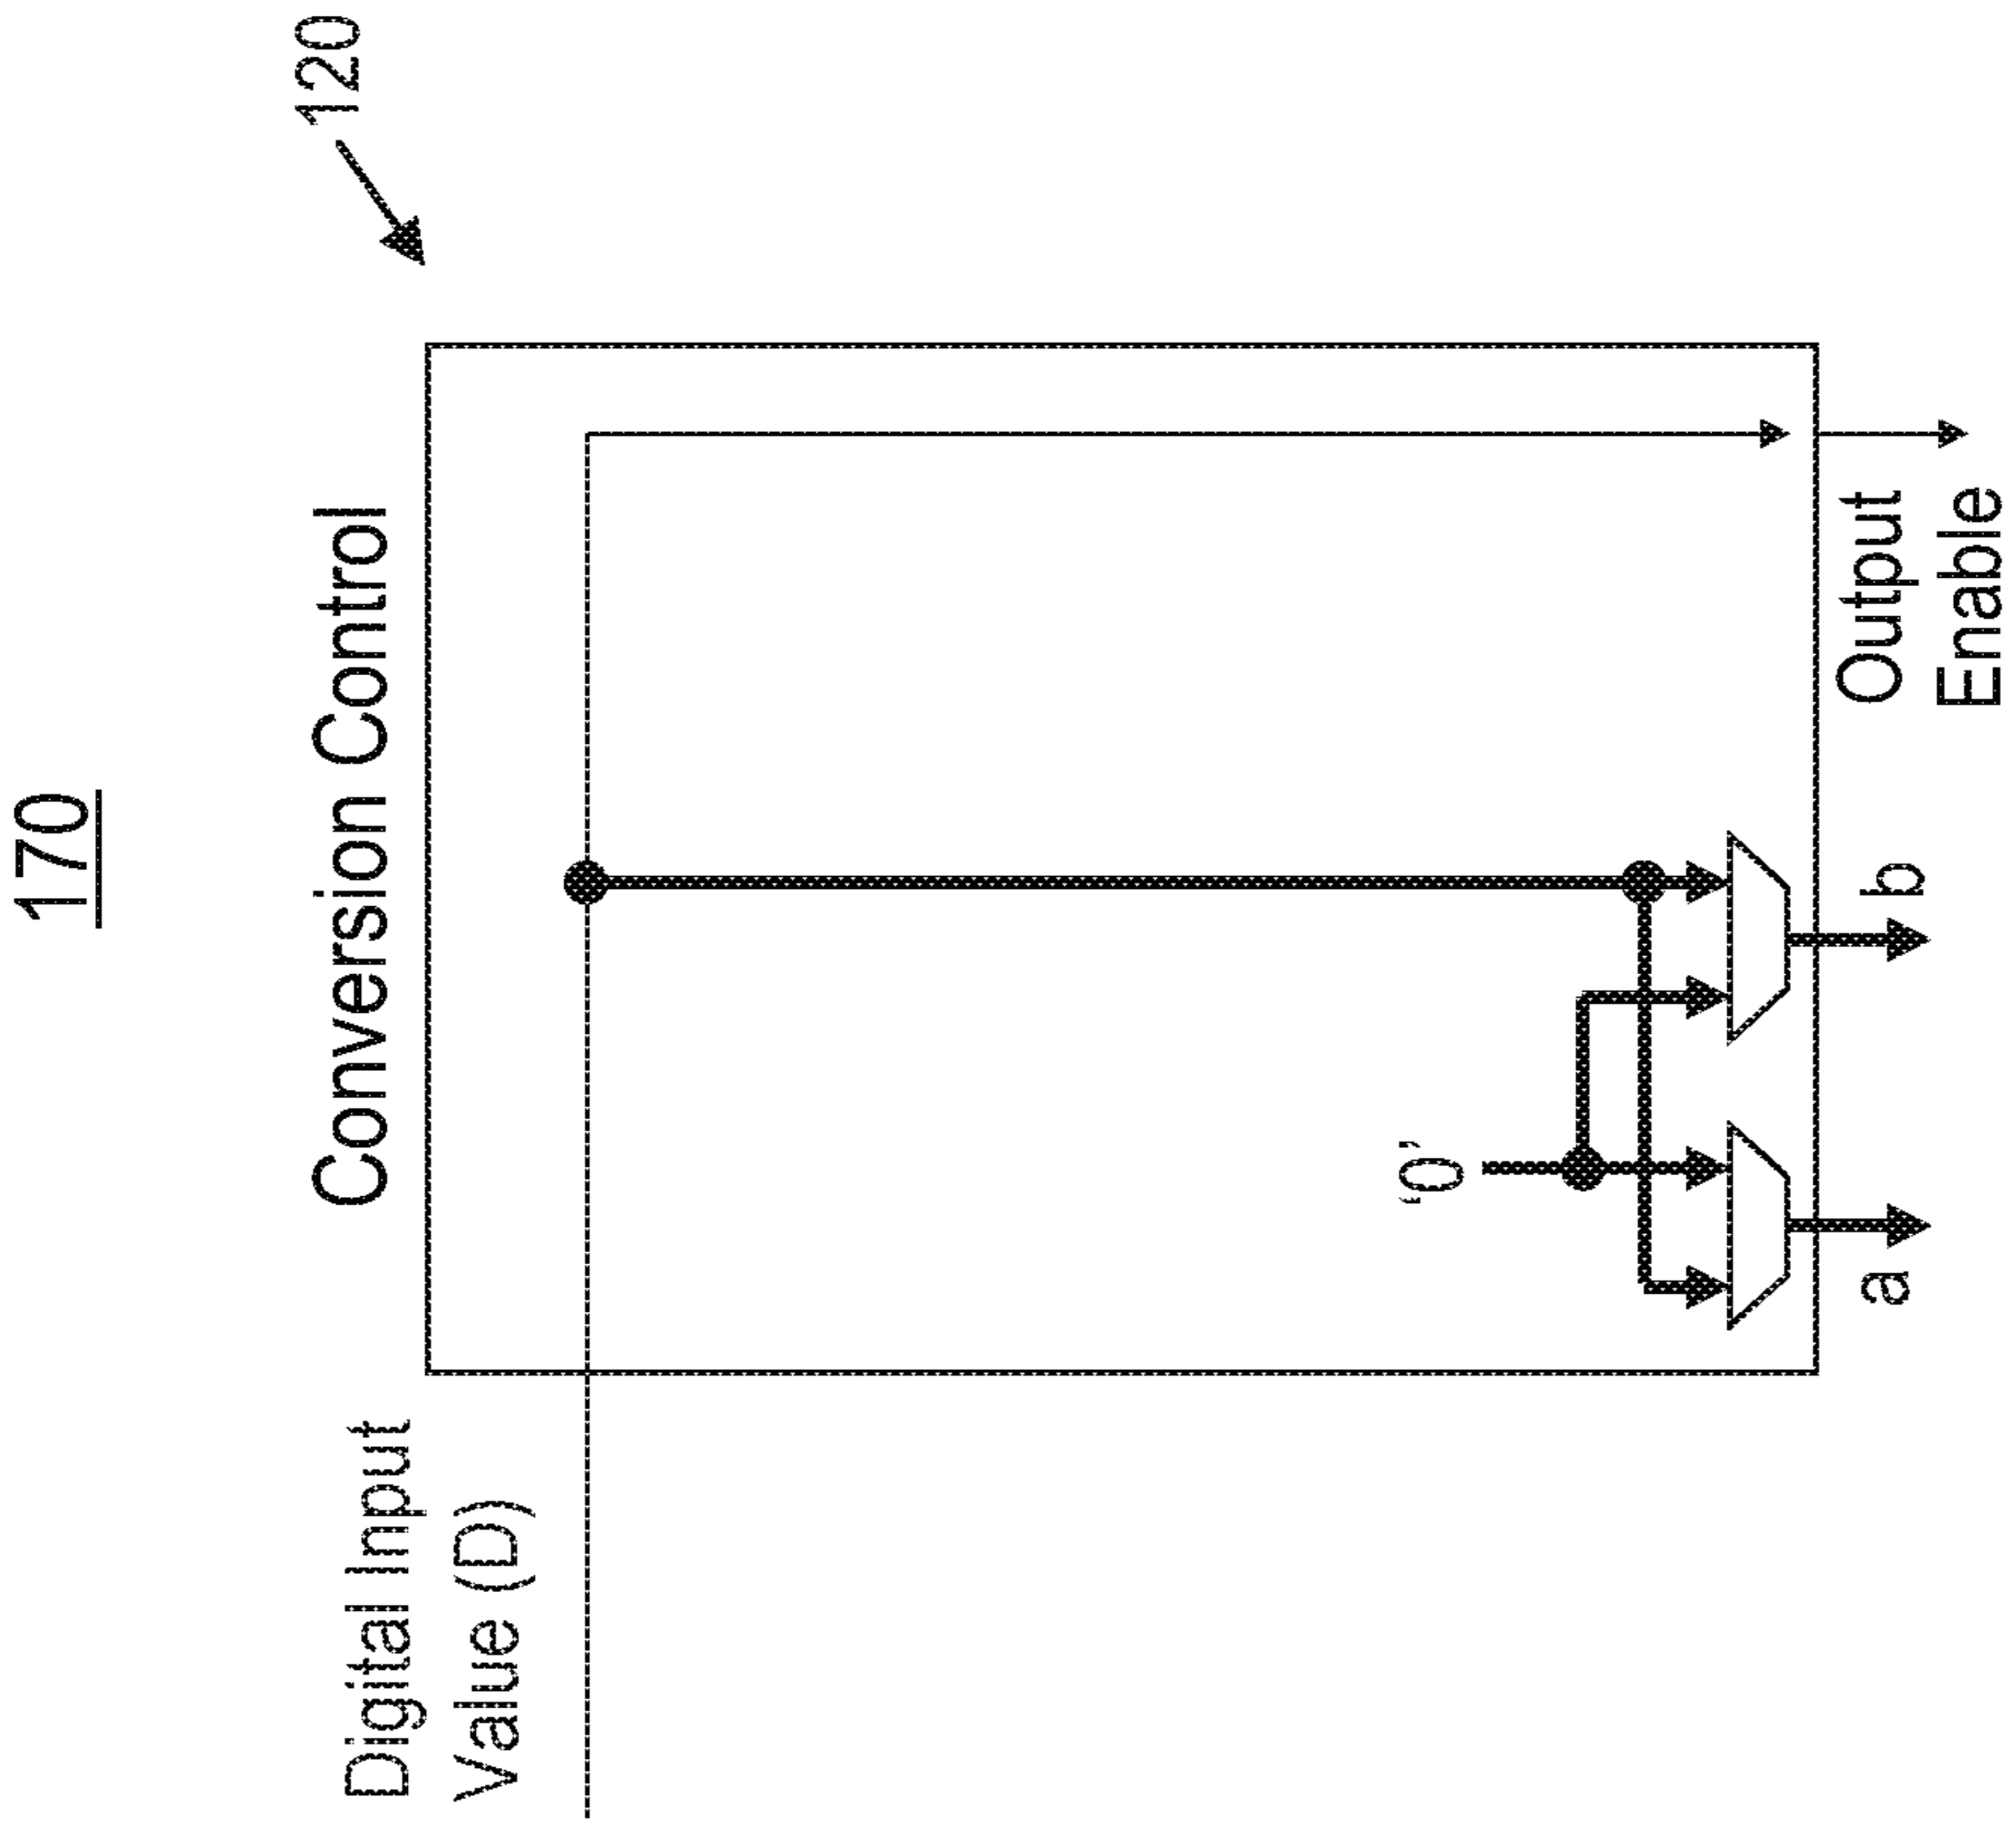 170
120
Conversion Control
Digital Input
Value (D)
‘0’
a
b
Output
Enable